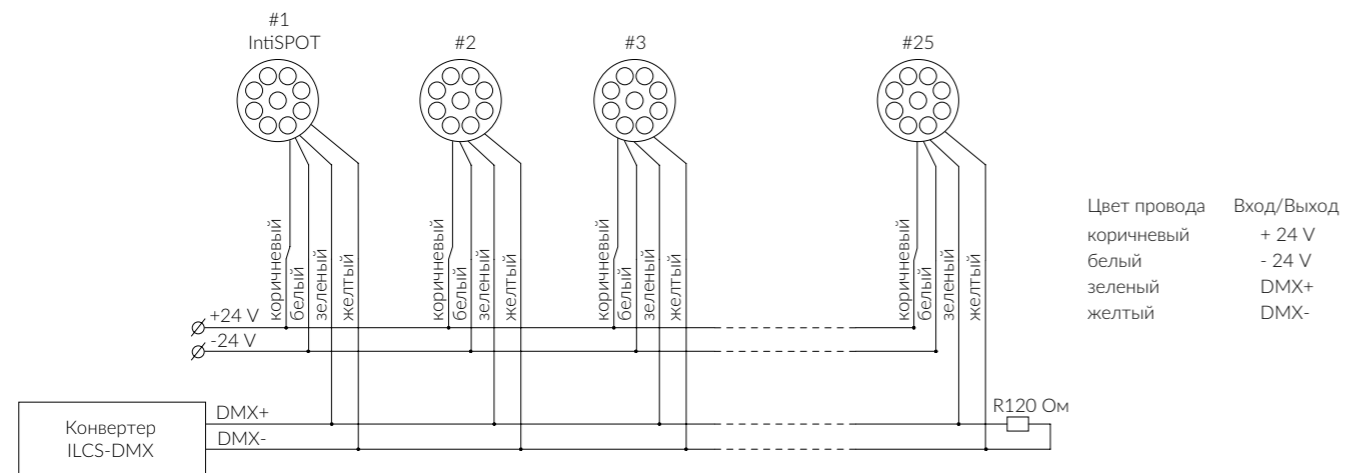 #1
IntiSPOT
#2
#3
#25
коричневый
белый
зеленый
желтый
коричневый
белый
зеленый
желтый
коричневый
белый
зеленый
желтый
коричневый
белый
зеленый
желтый
Цвет провода Вход/Выход
коричневый + 24 V
белый - 24 V
зеленый DMX+
желтый DMX-
+24 V
-24 V
R120 Ом
DMX+
DMX-
Конвертер
ILCS-DMX